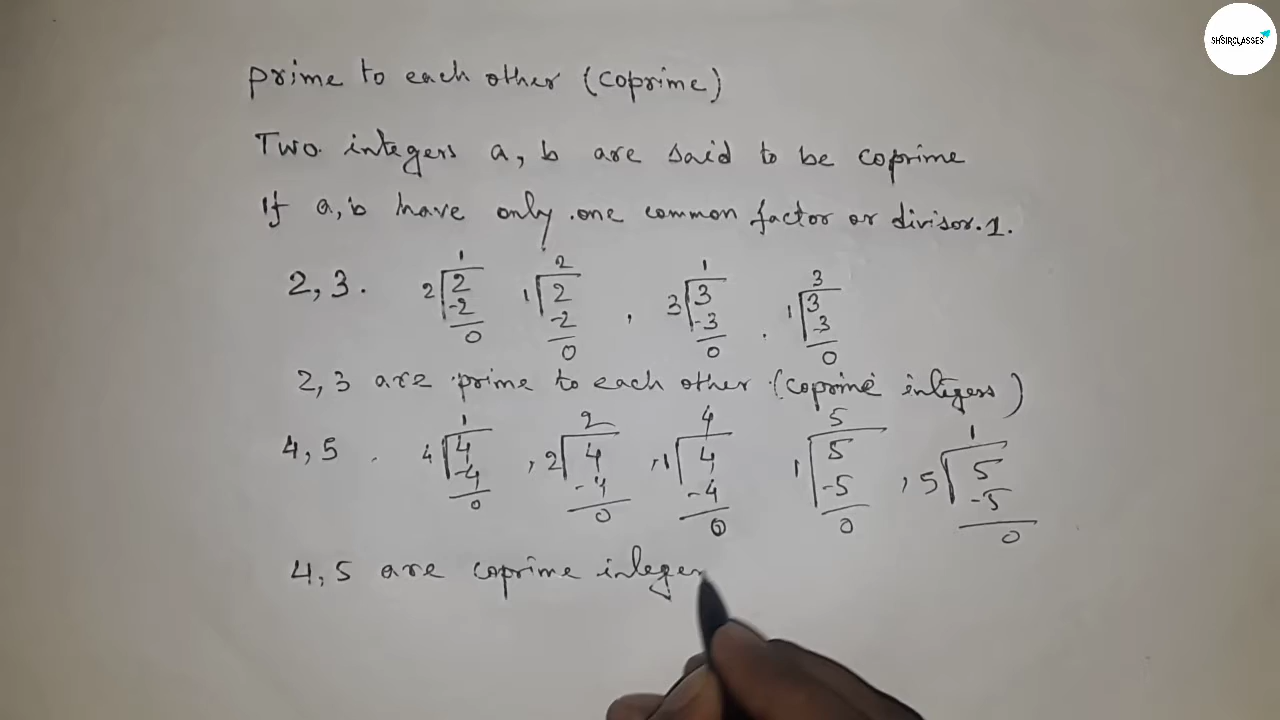 SHSIRCLASSES
prime to each other (coprime)
Two integers a, b are said to be coprime
If a, b have only one common factor or divisor. 1.
1 2 1 3
2, 3. 2 2 1 2 , 3 3 . 1 3
-2 -2 -3 -3
0 0 0 0
2, 3 are prime to each other (coprime integers)
1 2 4 5 1
4, 5 . 4 4 , 2 4 , 1 4 1 5 , 5 5
-4 -4 -4 -5 -5
0 0 0 0 0
4, 5 are coprime integer